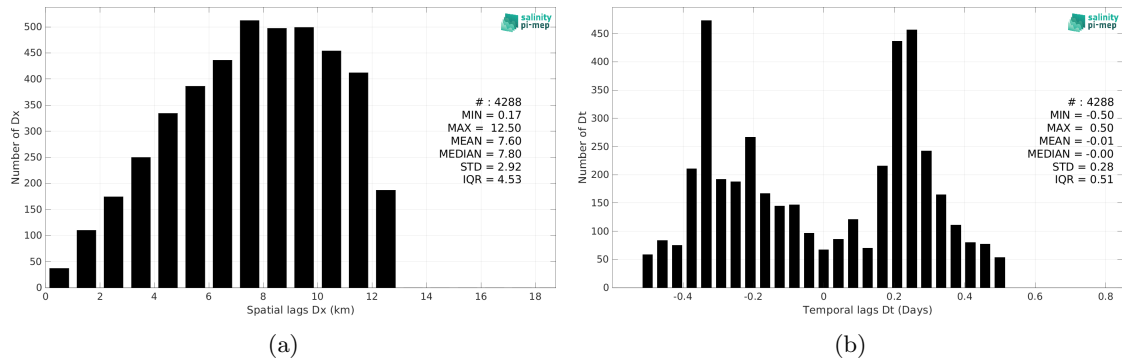 500
450
400
350
300
250
200
150
100
50
0
Number of Dx
0 2 4 6 8 10 12 14 16 18
Spatial lags Dx (km)
salinity
pi-mep
# : 4288
MIN = 0.17
MAX = 12.50
MEAN = 7.60
MEDIAN = 7.80
STD = 2.92
IQR = 4.53
(a)
450
400
350
300
250
200
150
100
50
0
Number of Dt
-0.4 -0.2 0 0.2 0.4 0.6 0.8
Temporal lags Dt (Days)
salinity
pi-mep
# : 4288
MIN = -0.50
MAX = 0.50
MEAN = -0.01
MEDIAN = -0.00
STD = 0.28
IQR = 0.51
(b)